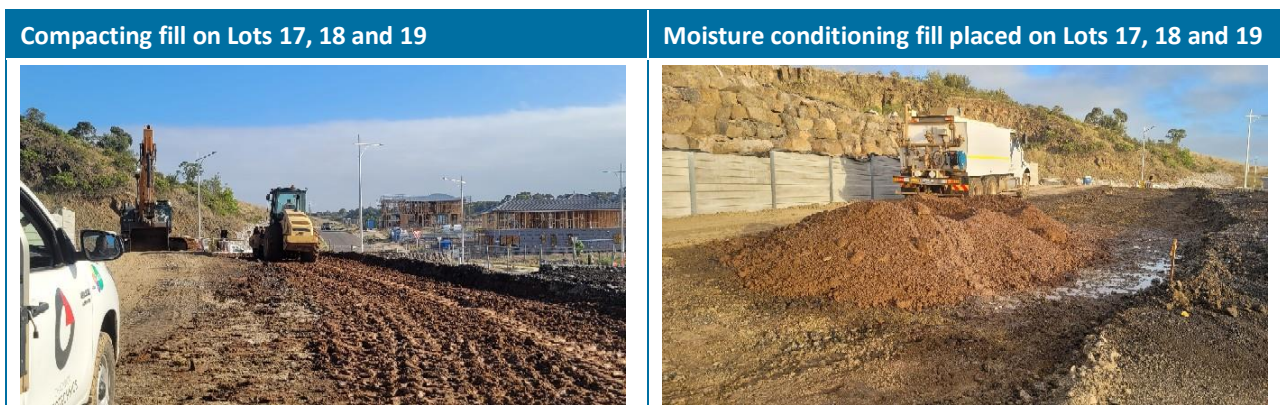 Compacting fill on Lots 17, 18 and 19
Moisture conditioning fill placed on Lots 17, 18 and 19